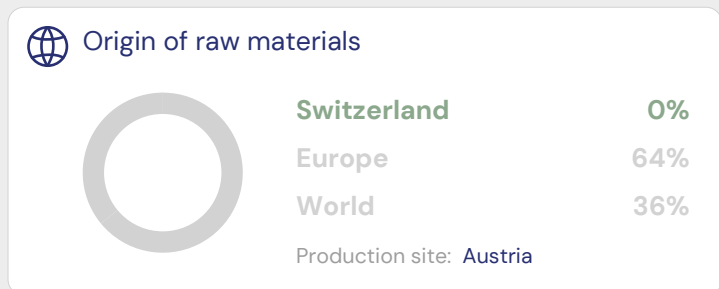 Origin of raw materials
Switzerland 0%
Europe 64%
World 36%
Production site: Austria